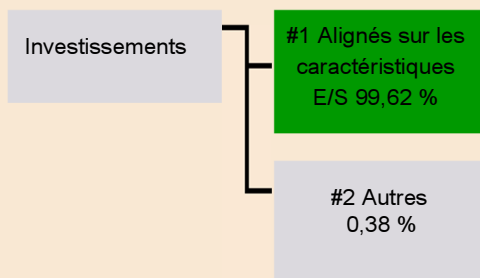 Investissements
#1 Alignés sur les
caractéristiques
E/S 99,62 %
#2 Autres
0,38 %